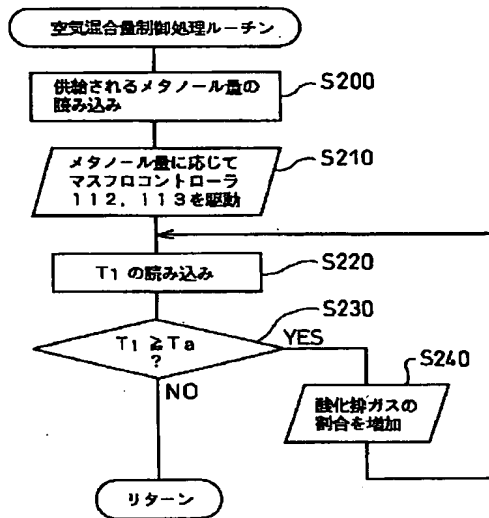 空気混合量制御処理ルーチン
供給されるメタノール量の
読み込み
S200
メタノール量に応じて
マスフロコントローラ
112，113を駆動
S210
T1 の読み込み
S220
T1 ≧ Ta
?
S230
YES
NO
S240
酸化排ガスの
割合を増加
リターン